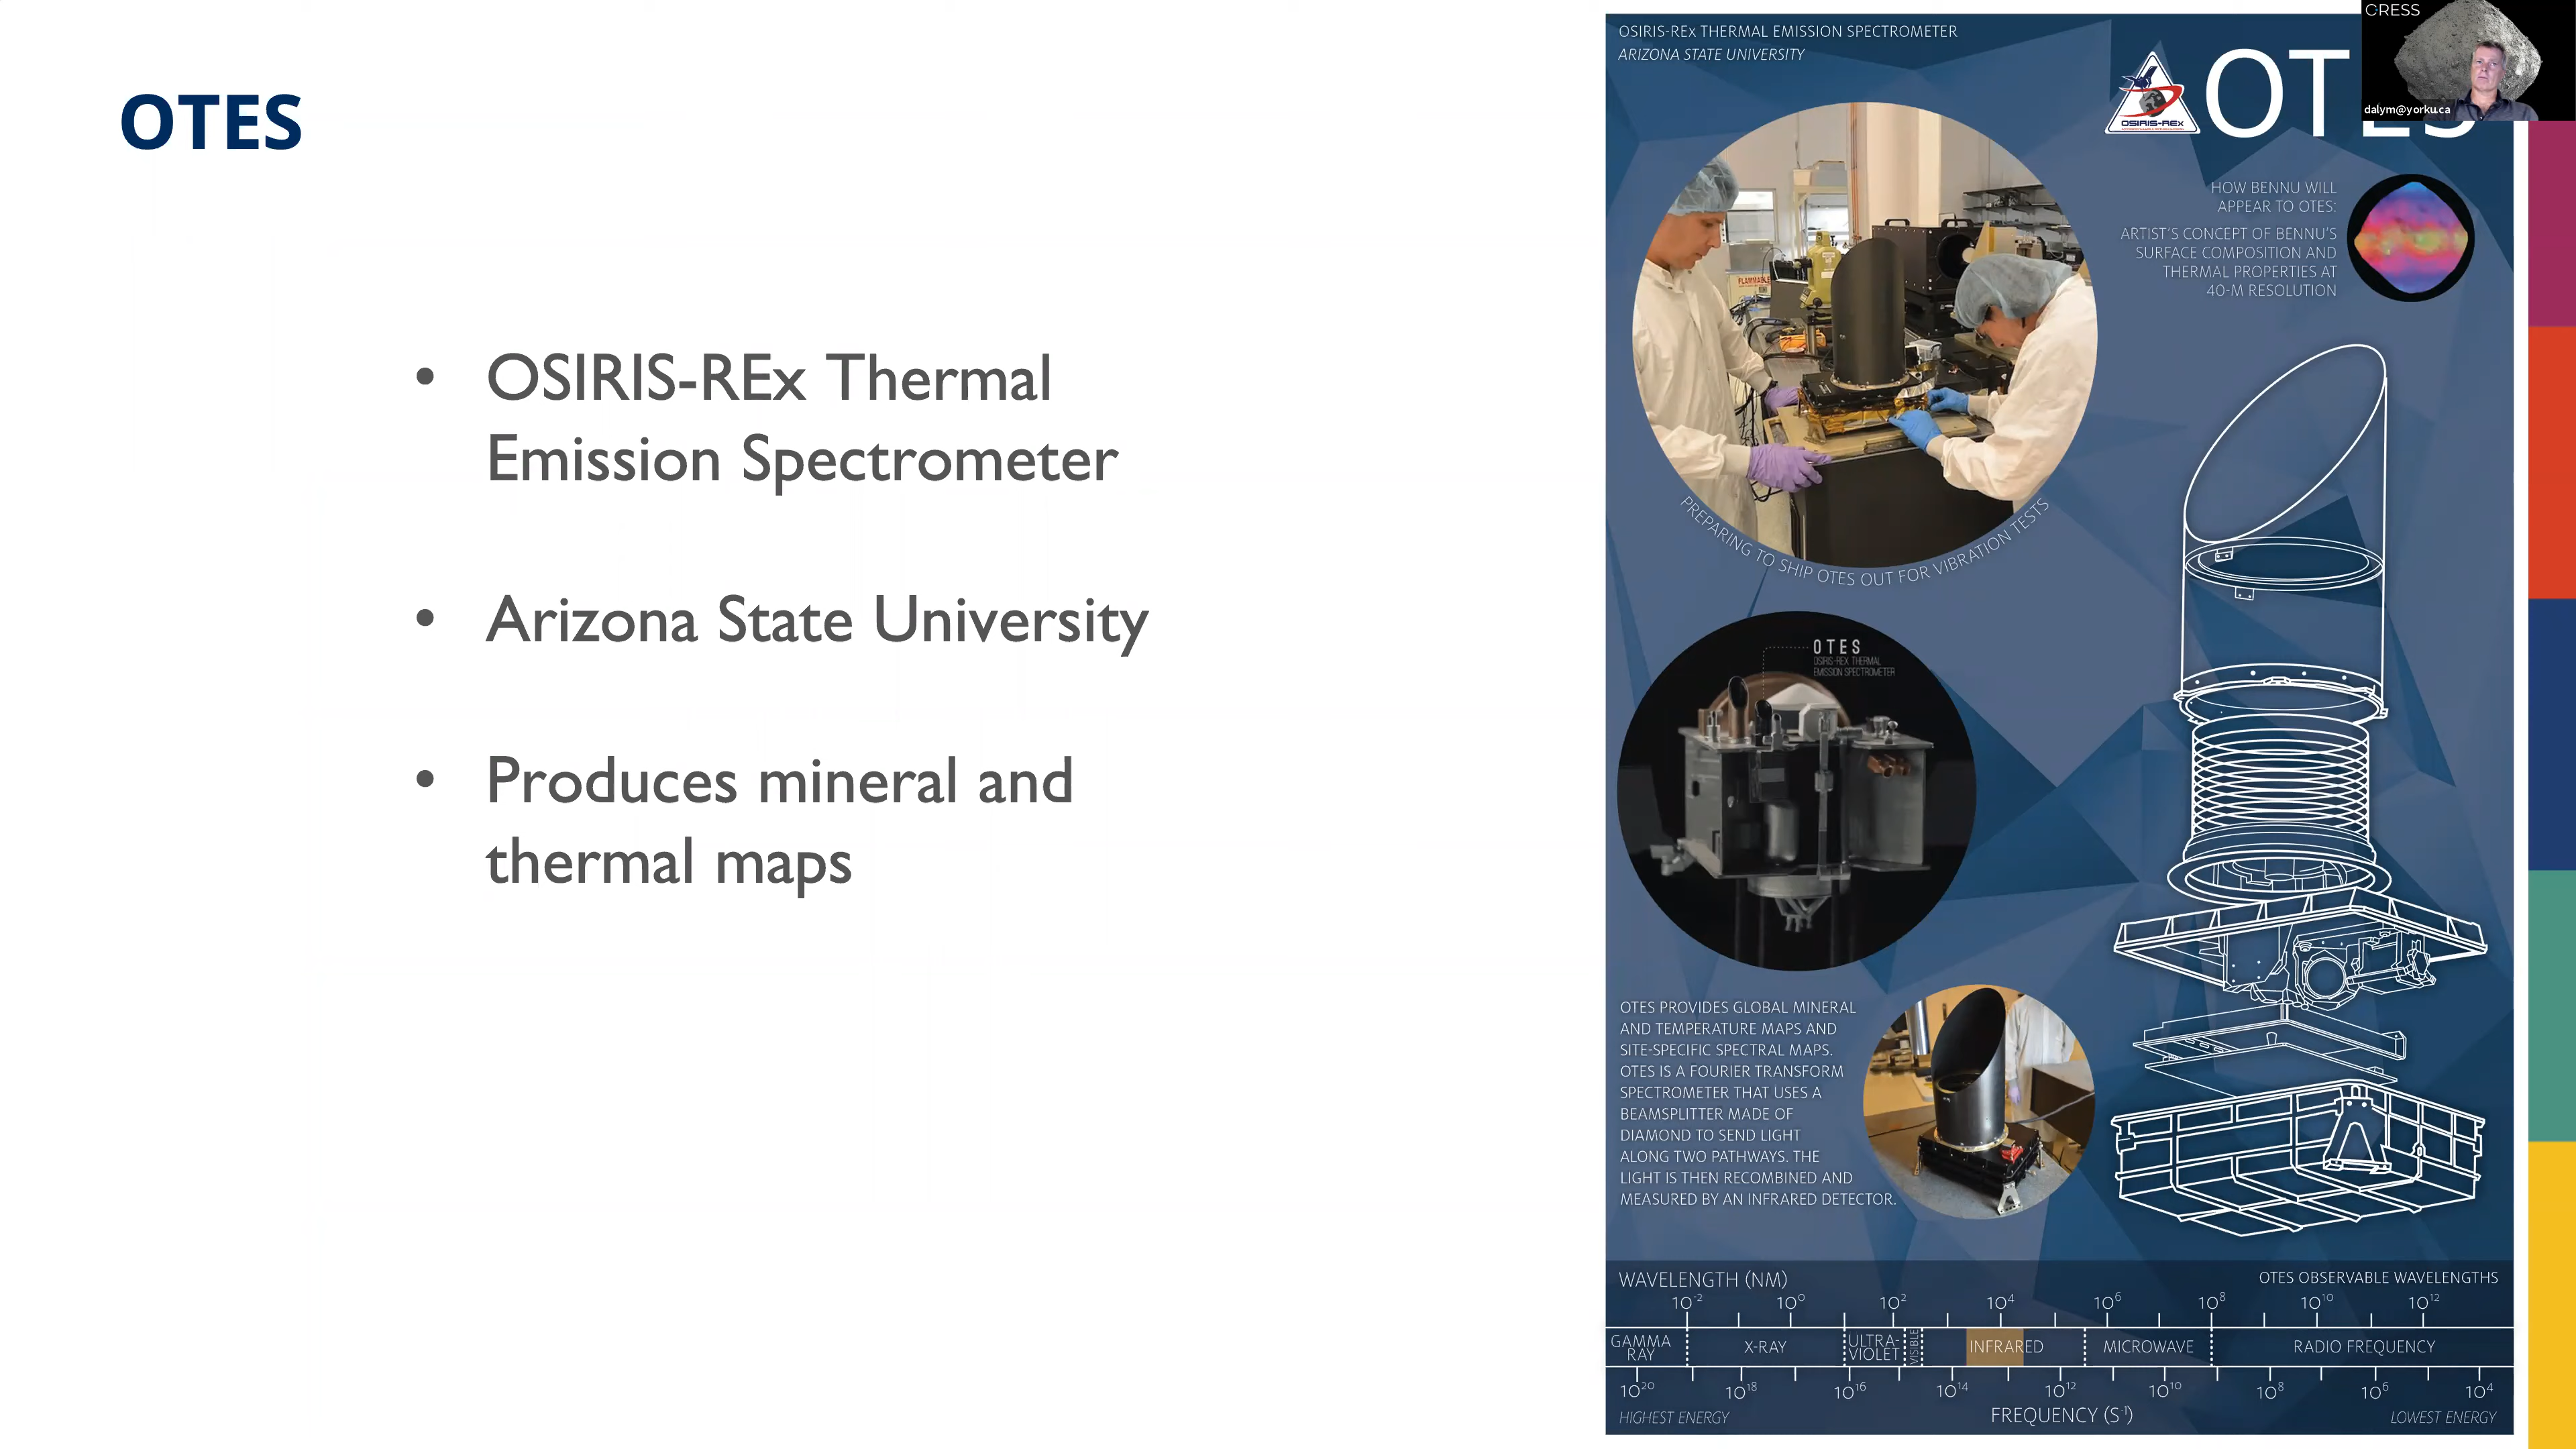 OTES
• OSIRIS-REx Thermal
Emission Spectrometer
• Arizona State University
• Produces mineral and
thermal maps
OSIRIS-REx THERMAL EMISSION SPECTROMETER
ARIZONA STATE UNIVERSITY
OSIRIS-REx
OTES
CRESS
dalym@yorku.ca
HOW BENNU WILL
APPEAR TO OTES:
ARTIST'S CONCEPT OF BENNU'S
SURFACE COMPOSITION AND
THERMAL PROPERTIES AT
40-M RESOLUTION
FLAMMABLE
PREPARING TO SHIP OTES OUT FOR VIBRATION TESTS
OTES
OSIRIS-REX THERMAL
EMISSION SPECTROMETER
OTES PROVIDES GLOBAL MINERAL
AND TEMPERATURE MAPS AND
SITE-SPECIFIC SPECTRAL MAPS.
OTES IS A FOURIER TRANSFORM
SPECTROMETER THAT USES A
BEAMSPLITTER MADE OF
DIAMOND TO SEND LIGHT
ALONG TWO PATHWAYS. THE
LIGHT IS THEN RECOMBINED AND
MEASURED BY AN INFRARED DETECTOR.
WAVELENGTH (NM)
OTES OBSERVABLE WAVELENGTHS
10⁻² 10⁰ 10² 10⁴ 10⁶ 10⁸ 10¹⁰ 10¹²
GAMMA
RAY
X-RAY
ULTRA-
VIOLET
VISIBLE
INFRARED
MICROWAVE
RADIO FREQUENCY
10²⁰ 10¹⁸ 10¹⁶ 10¹⁴ 10¹² 10¹⁰ 10⁸ 10⁶ 10⁴
HIGHEST ENERGY
FREQUENCY (S⁻¹)
LOWEST ENERGY